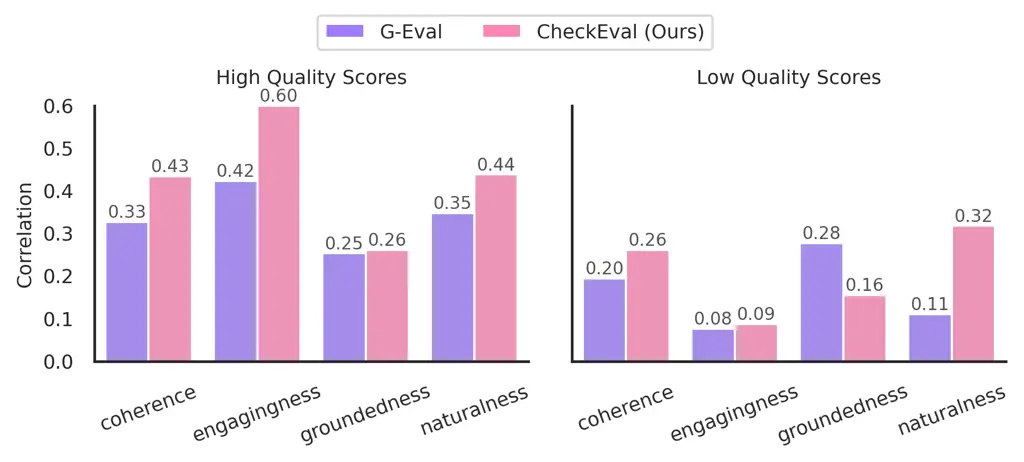 G-Eval CheckEval (Ours)
High Quality Scores
0.6
0.5
0.4
0.3
0.2
0.1
0.0
Correlation
0.33 0.43 0.42 0.60 0.25 0.26 0.35 0.44
coherence engagingness groundedness naturalness
Low Quality Scores
0.20 0.26 0.08 0.09 0.28 0.16 0.11 0.32
coherence engagingness groundedness naturalness